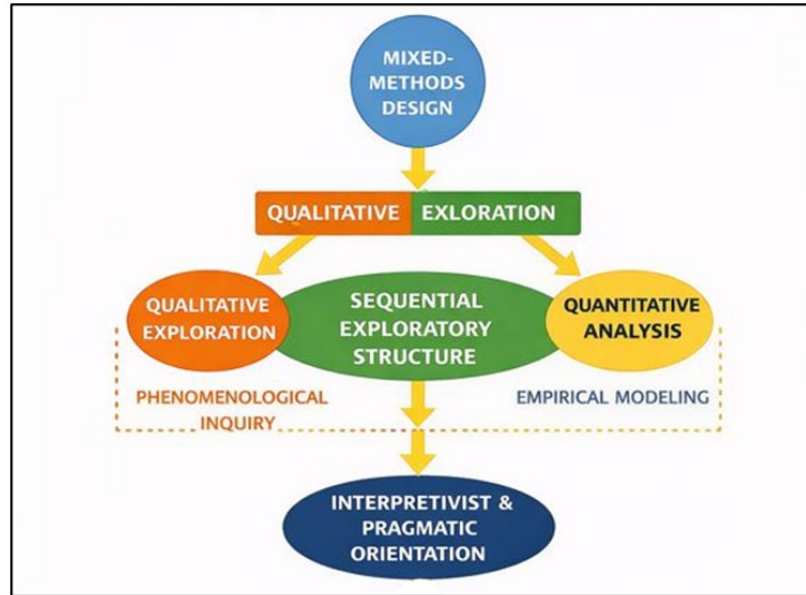 MIXED-
METHODS
DESIGN
QUALITATIVE EXLORATION
QUALITATIVE
EXPLORATION
SEQUENTIAL
EXPLORATORY
STRUCTURE
QUANTITATIVE
ANALYSIS
PHENOMENOLOGICAL
INQUIRY
EMPIRICAL MODELING
INTERPRETIVIST &
PRAGMATIC
ORIENTATION